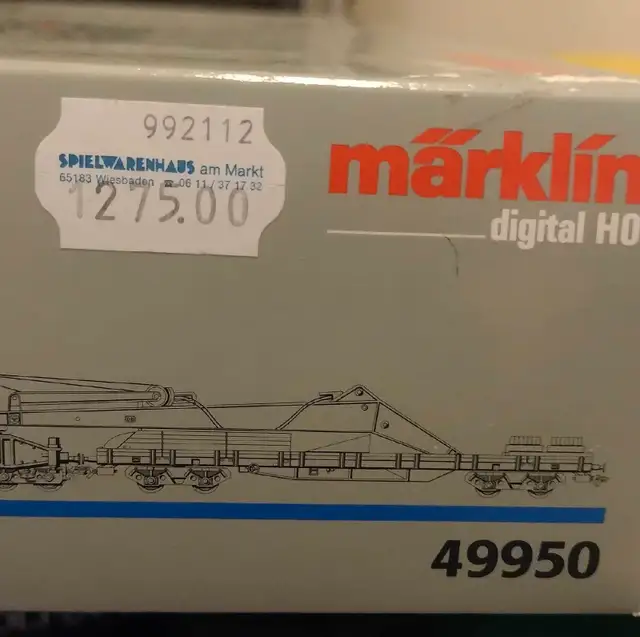 992112
SPIELWARENHAUS am Markt
65183 Wiesbaden ☎ 06 11 / 37 17 32
1275.00
märklin
digital HO
49950